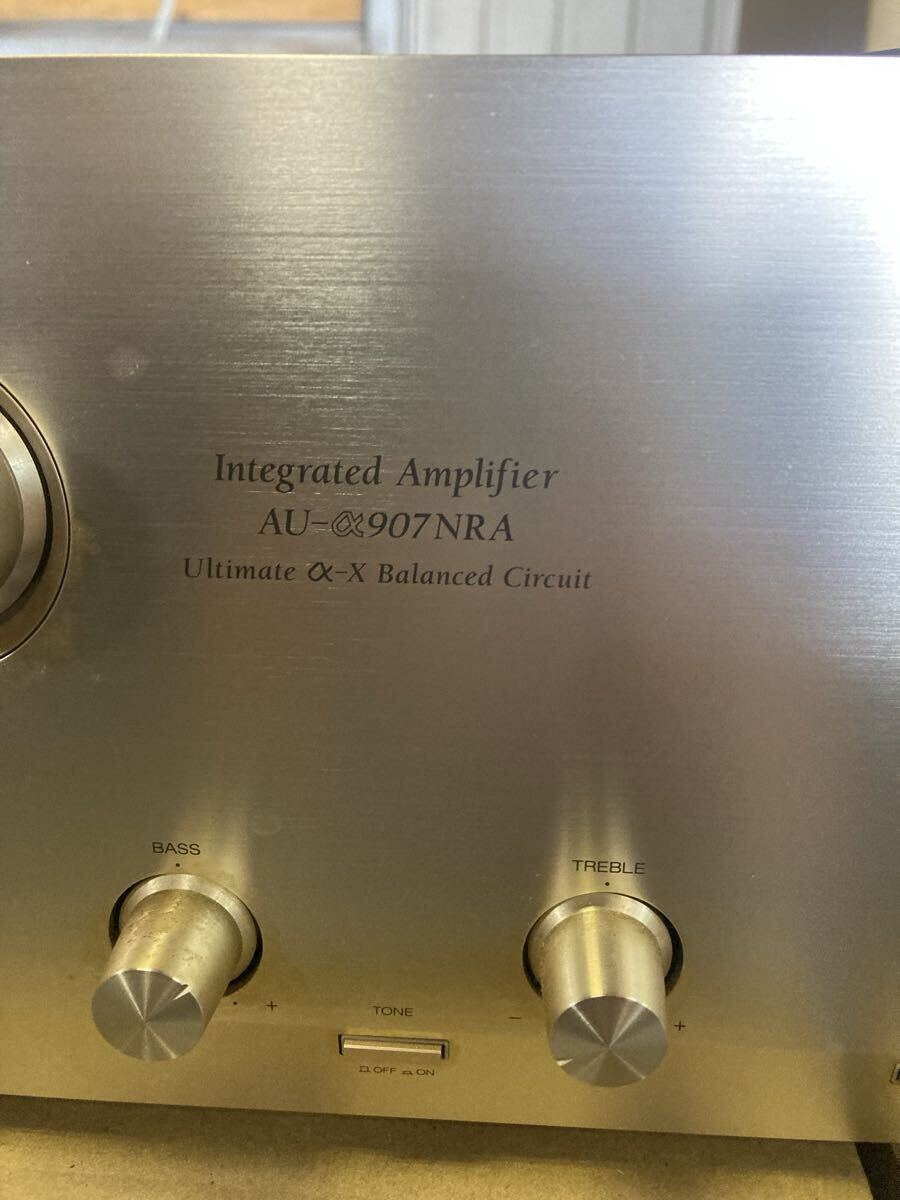 Integrated Amplifier
AU-α907NRA
Ultimate α-X Balanced Circuit
BASS
TREBLE
+
TONE
- +
OFF ON